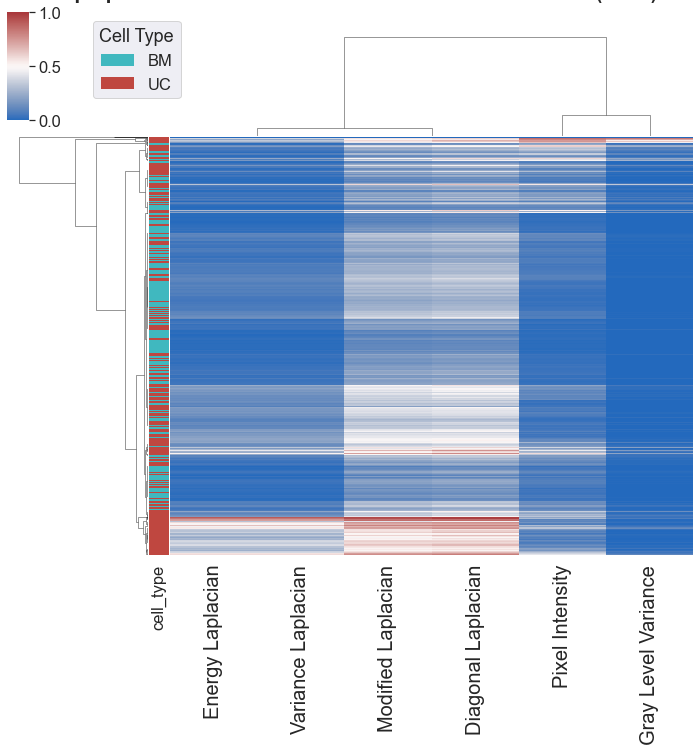 1.0
0.5
0.0
Cell Type
BM
UC
cell_type
Energy Laplacian
Variance Laplacian
Modified Laplacian
Diagonal Laplacian
Pixel Intensity
Gray Level Variance